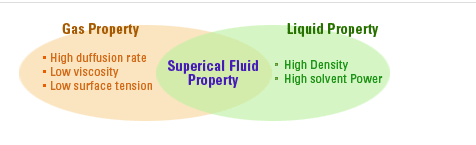 Gas Property
Liquid Property
▪ High duffusion rate
▪ Low viscosity
▪ Low surface tension
Superical Fluid
Property
▪ High Density
▪ High solvent Power